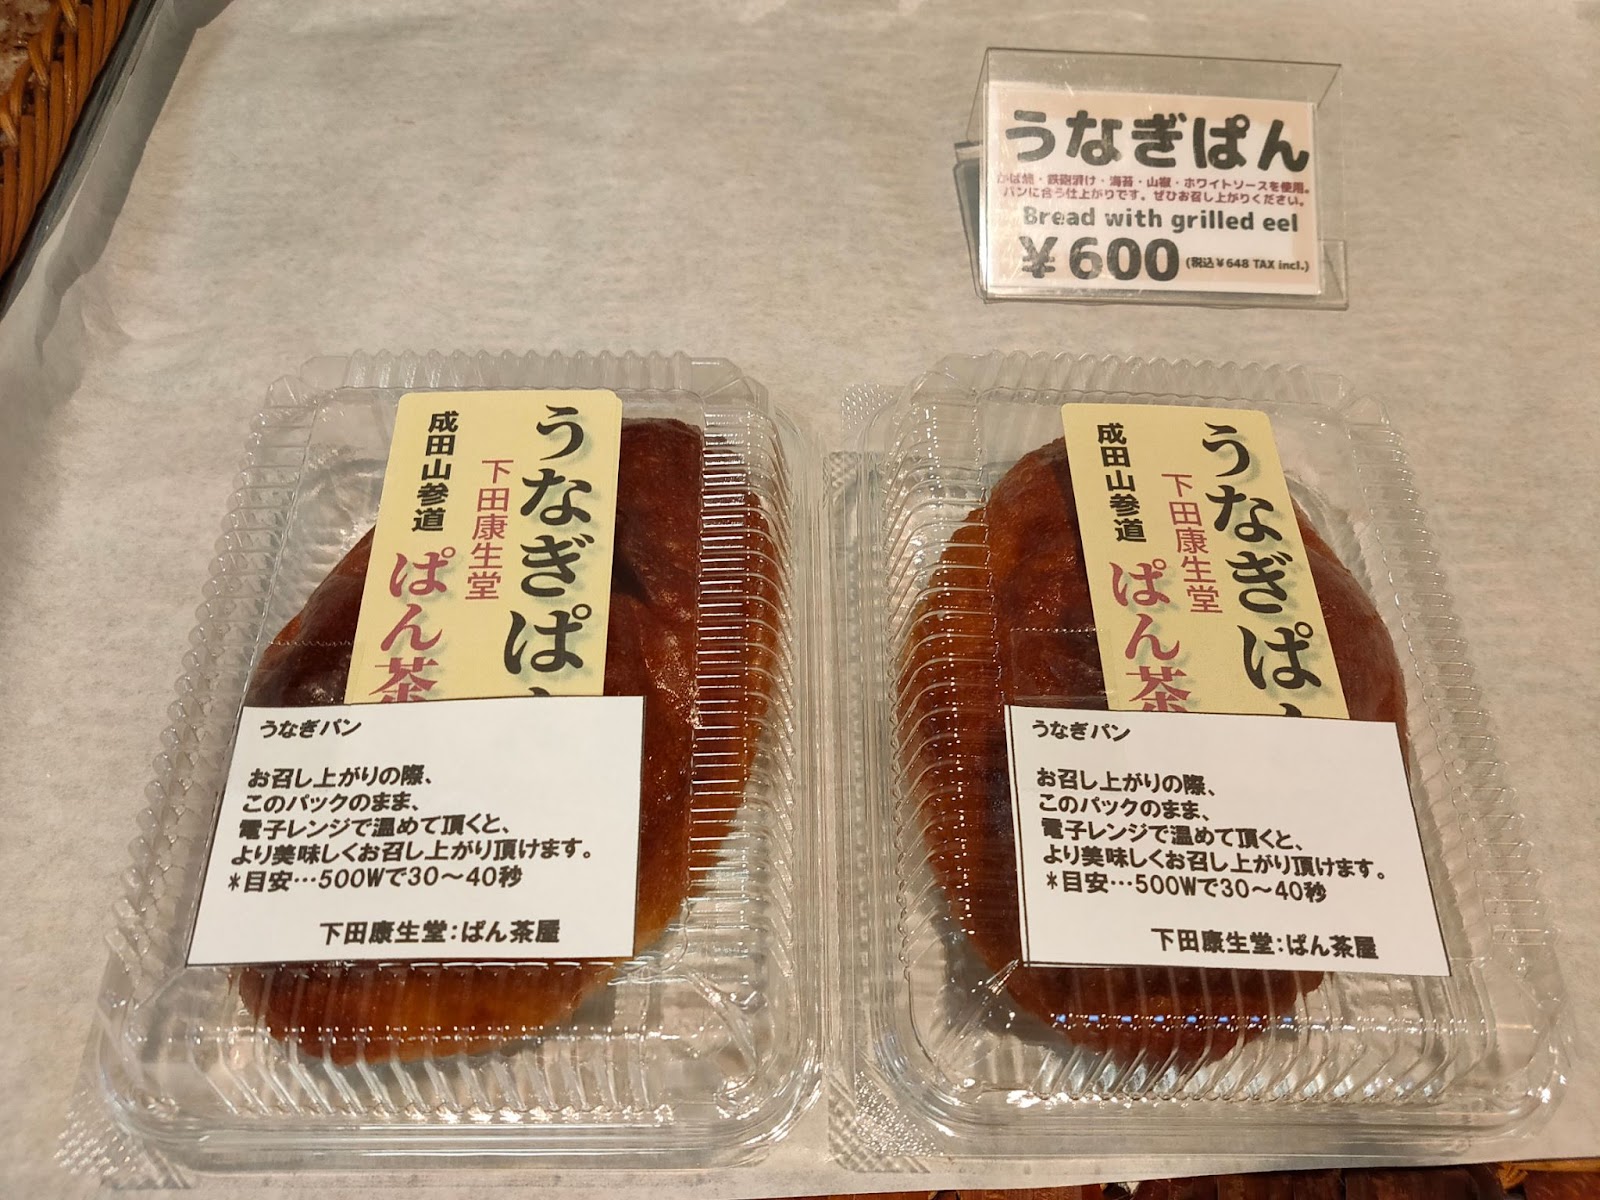 うなぎぱん
かば焼・鉄砲漬け・海苔・山椒・ホワイトソースを使用。
パンに合う仕上がりです。ぜひお召し上がりください。
Bread with grilled eel
¥600 (税込¥648 TAX incl.)
うなぎぱ
下田康生堂
成田山参道
ぱん茶
うなぎパン
お召し上がりの際、
このパックのまま、
電子レンジで温めて頂くと、
より美味しくお召し上がり頂けます。
*目安…500Wで30～40秒
下田康生堂:ぱん茶屋
うなぎぱ
下田康生堂
成田山参道
ぱん茶
うなぎパン
お召し上がりの際、
このパックのまま、
電子レンジで温めて頂くと、
より美味しくお召し上がり頂けます。
*目安…500Wで30～40秒
下田康生堂:ぱん茶屋